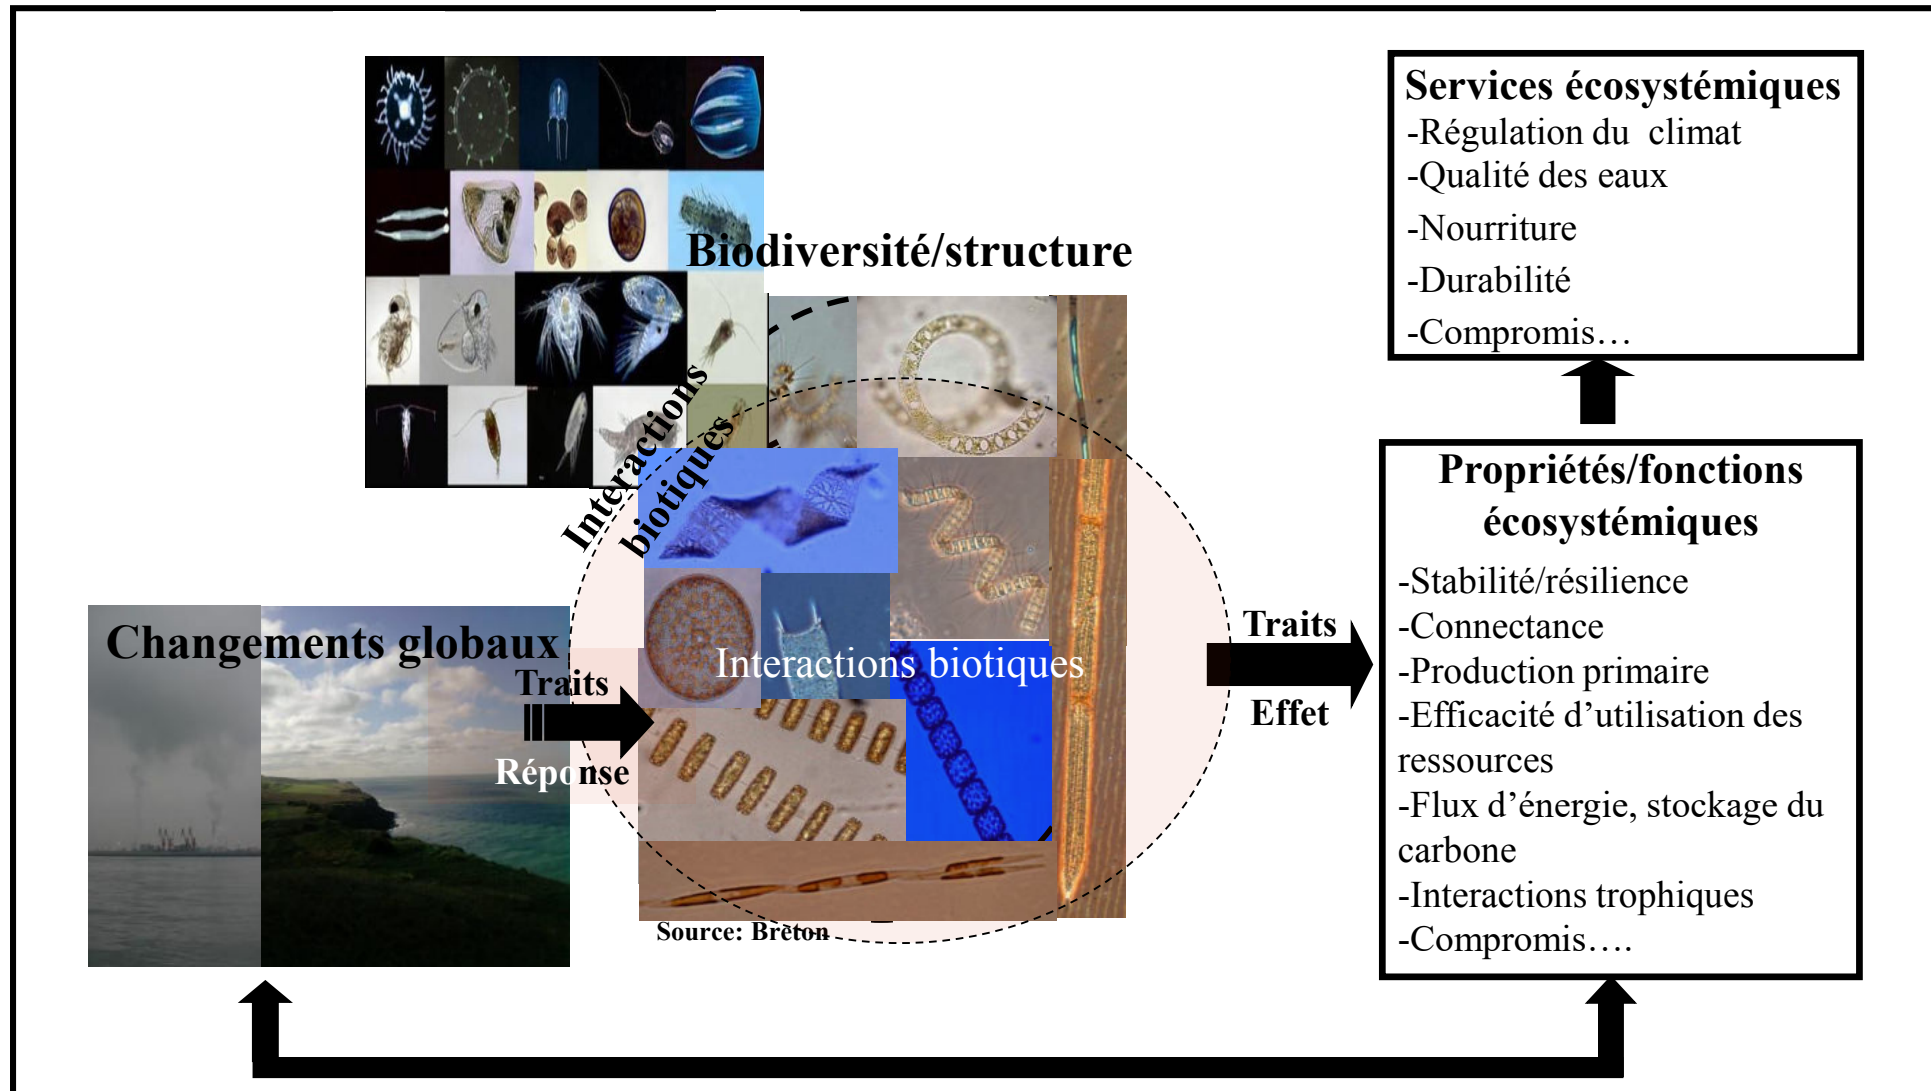 Services écosystémiques
-Régulation du climat
-Qualité des eaux
-Nourriture
-Durabilité
-Compromis…
Biodiversité/structure
Interactions
biotiques
Changements globaux
Traits
Réponse
Interactions biotiques
Source: Breton
Traits
Effet
Propriétés/fonctions
écosystémiques
-Stabilité/résilience
-Connectance
-Production primaire
-Efficacité d’utilisation des
ressources
-Flux d’énergie, stockage du
carbone
-Interactions trophiques
-Compromis….